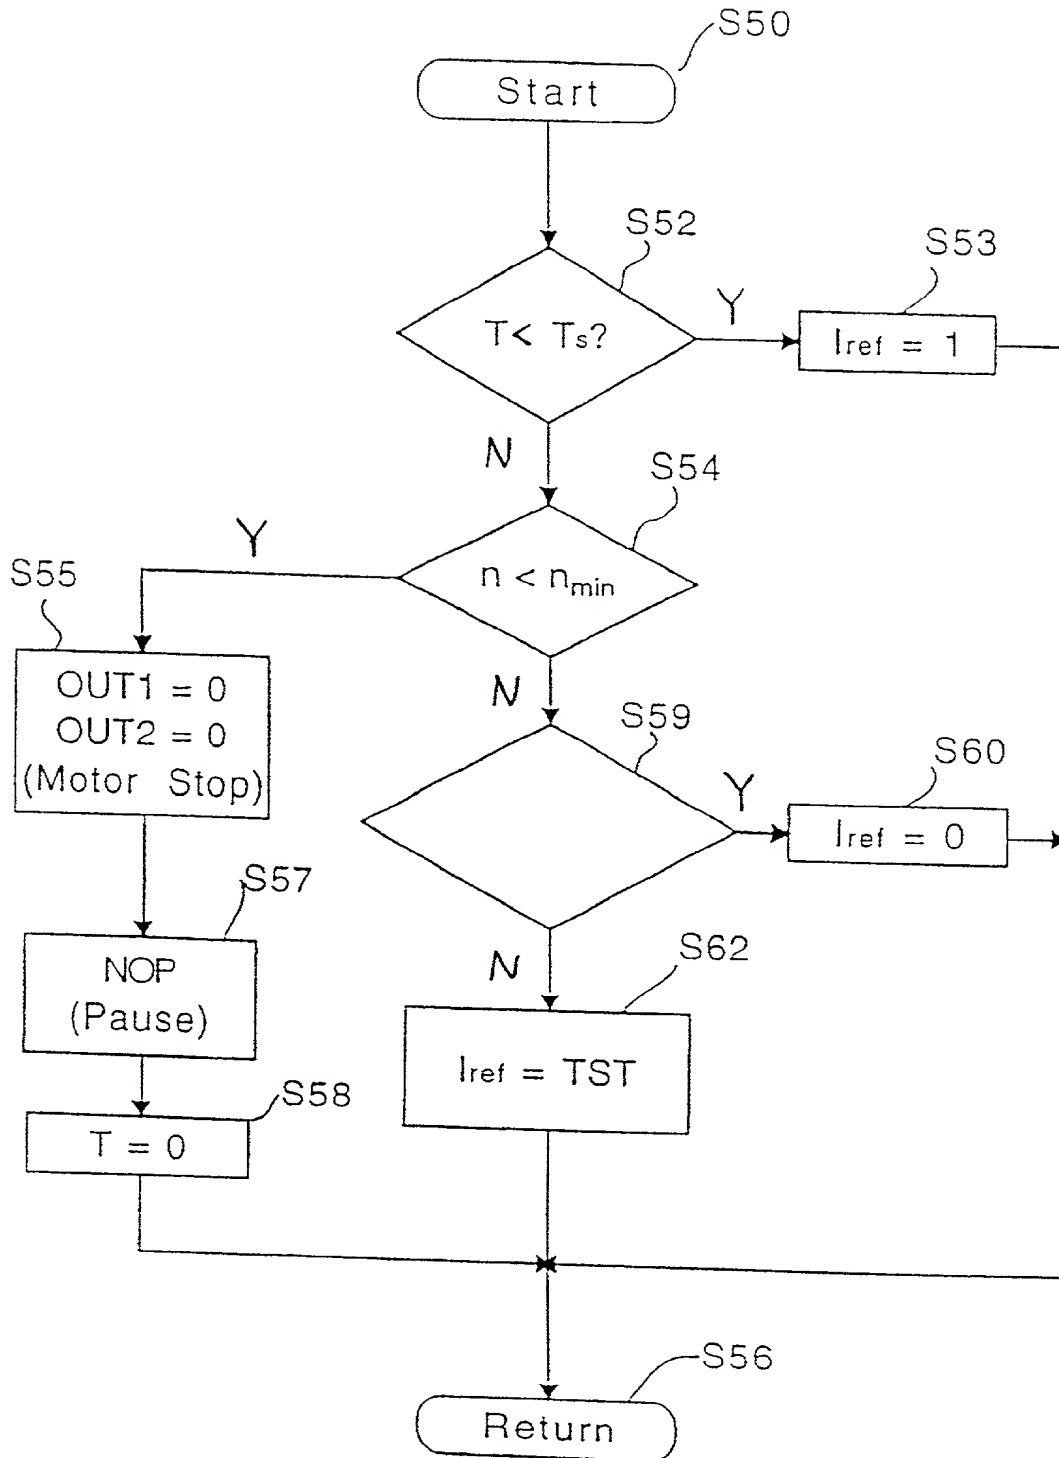 S50
Start
S52
T< Ts?
Y
S53
Iref = 1
N
S54
n < nmin
Y
S55
OUT1 = 0
OUT2 = 0
(Motor Stop)
N
S59
Y
S60
Iref = 0
S57
NOP
(Pause)
N
S62
Iref = TST
S58
T = 0
S56
Return